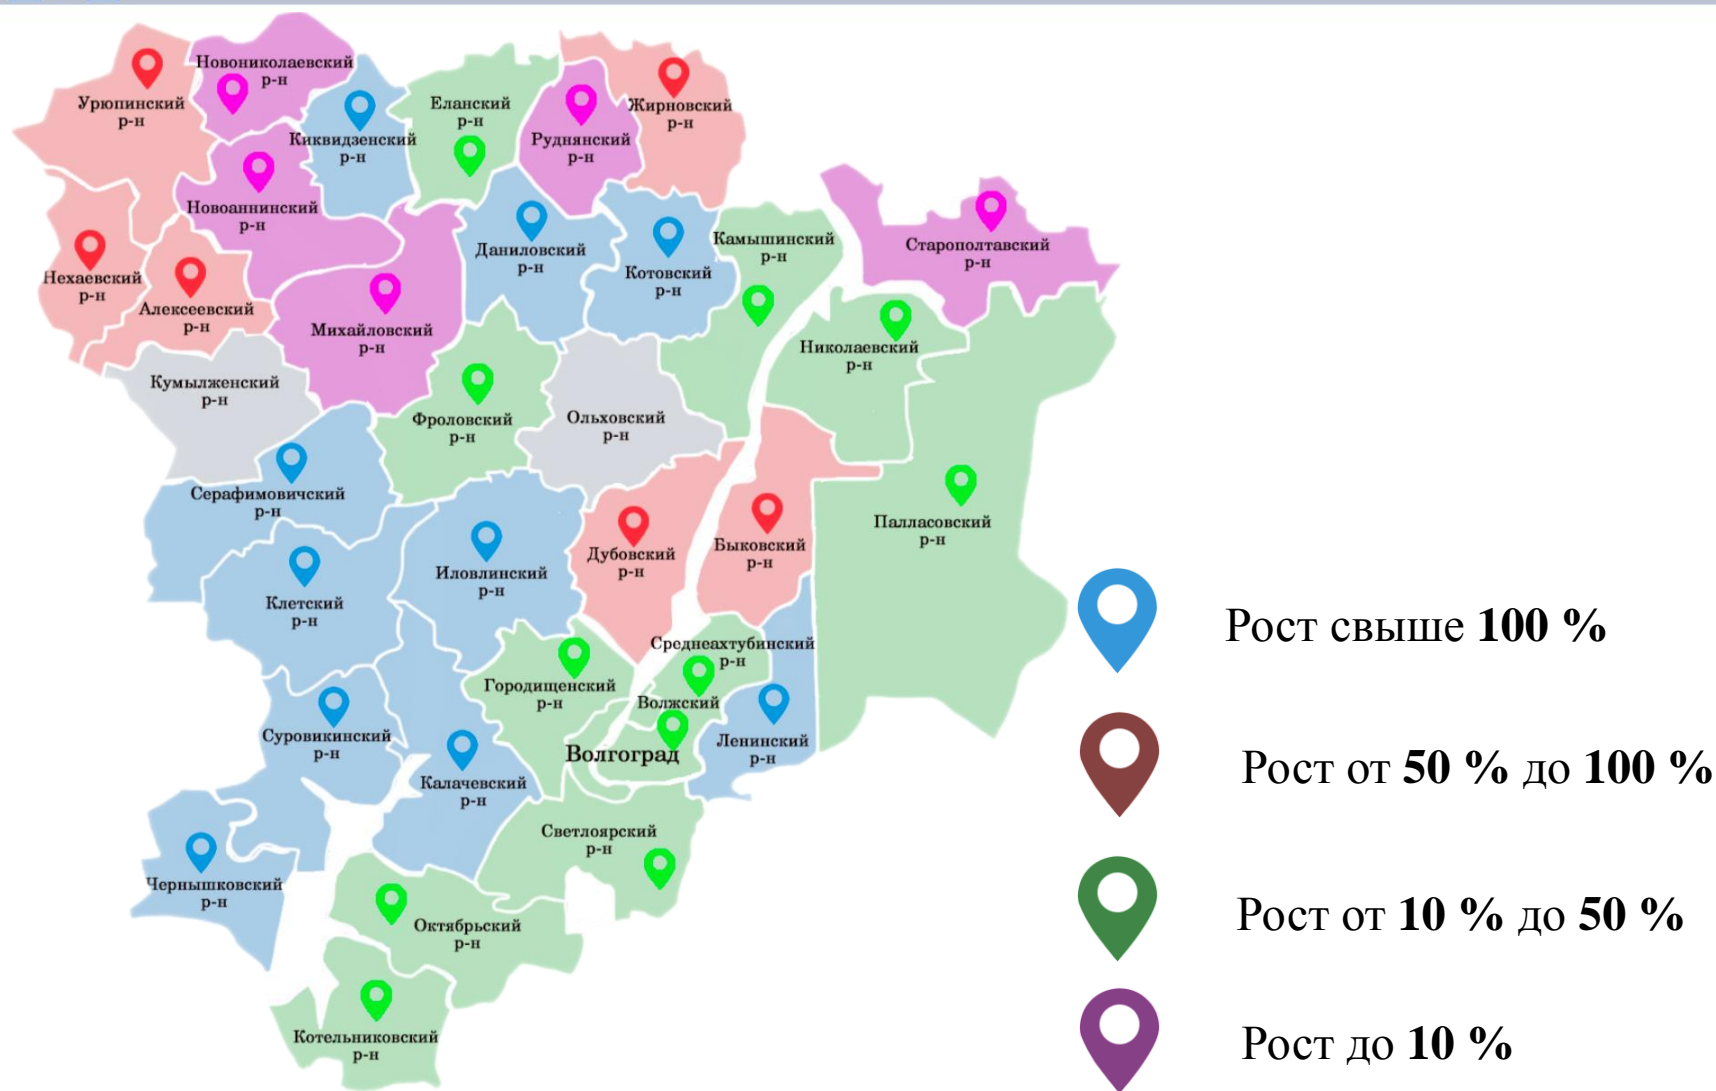 Новониколаевский
р-н
Урюпинский
р-н
Киквидзенский
р-н
Еланский
р-н
Руднянский
р-н
Жирновский
р-н
Новоаннинский
р-н
Нехаевский
р-н
Алексеевский
р-н
Михайловский
р-н
Даниловский
р-н
Котовский
р-н
Камышинский
р-н
Старополтавский
р-н
Николаевский
р-н
Кумылженский
р-н
Фроловский
р-н
Ольховский
р-н
Серафимовичский
р-н
Клетский
р-н
Иловлинский
р-н
Дубовский
р-н
Быковский
р-н
Палласовский
р-н
Среднеахтубинский
р-н
Городищенский
р-н
Волжский
Волгоград
Ленинский
р-н
Суровикинский
р-н
Калачевский
р-н
Светлоярский
р-н
Чернышковский
р-н
Октябрьский
р-н
Котельниковский
р-н
Рост свыше 100 %
Рост от 50 % до 100 %
Рост от 10 % до 50 %
Рост до 10 %